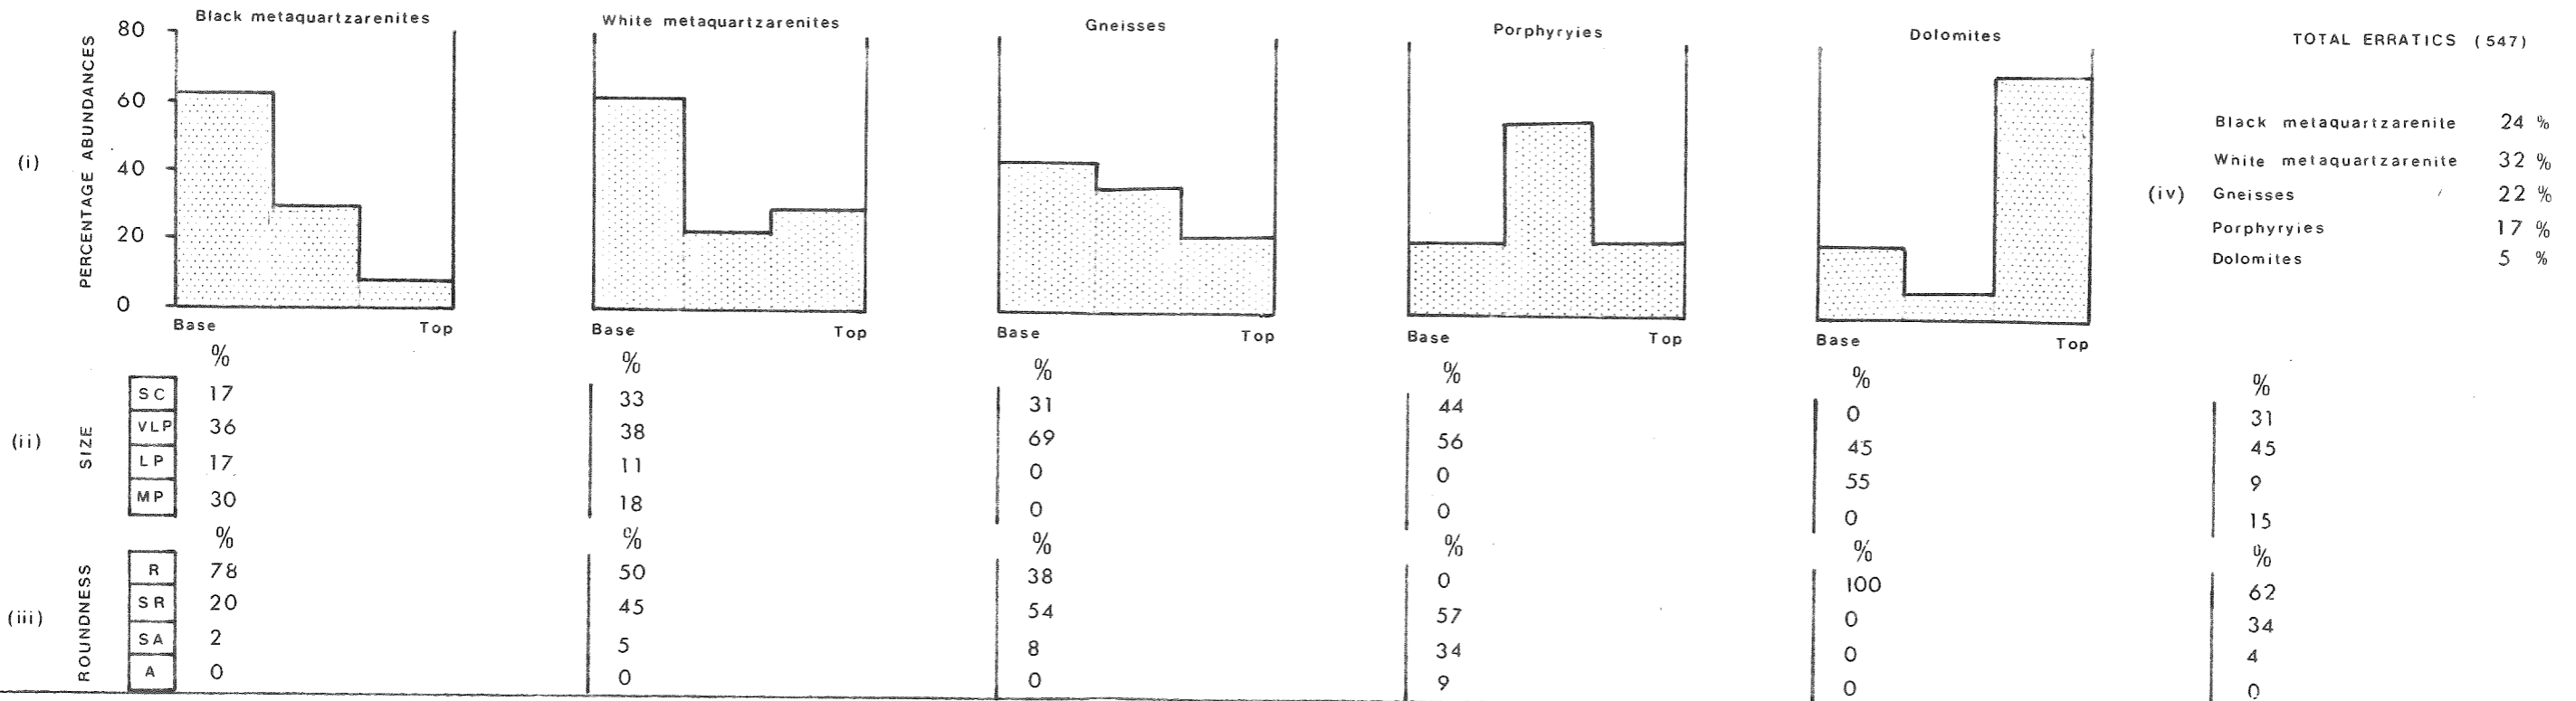 Black metaquartzarenites
White metaquartzarenites
Gneisses
Porphyryies
Dolomites
TOTAL ERRATICS (547)
(i)
PERCENTAGE ABUNDANCES
80
60
40
20
0
Base Top
Base Top
Base Top
Base Top
Base Top
(iv)
Black metaquartzarenite 24 %
White metaquartzarenite 32 %
Gneisses 22 %
Porphyryies 17 %
Dolomites 5 %
(ii)
SIZE
% % % % % %
SC 17 33 31 44 0 31
VLP 36 38 69 56 45 45
LP 17 11 0 0 55 9
MP 30 18 0 0 0 15
(iii)
ROUNDNESS
% % % % % %
R 78 50 38 0 100 62
SR 20 45 54 57 0 34
SA 2 5 8 34 0 4
A 0 0 0 9 0 0